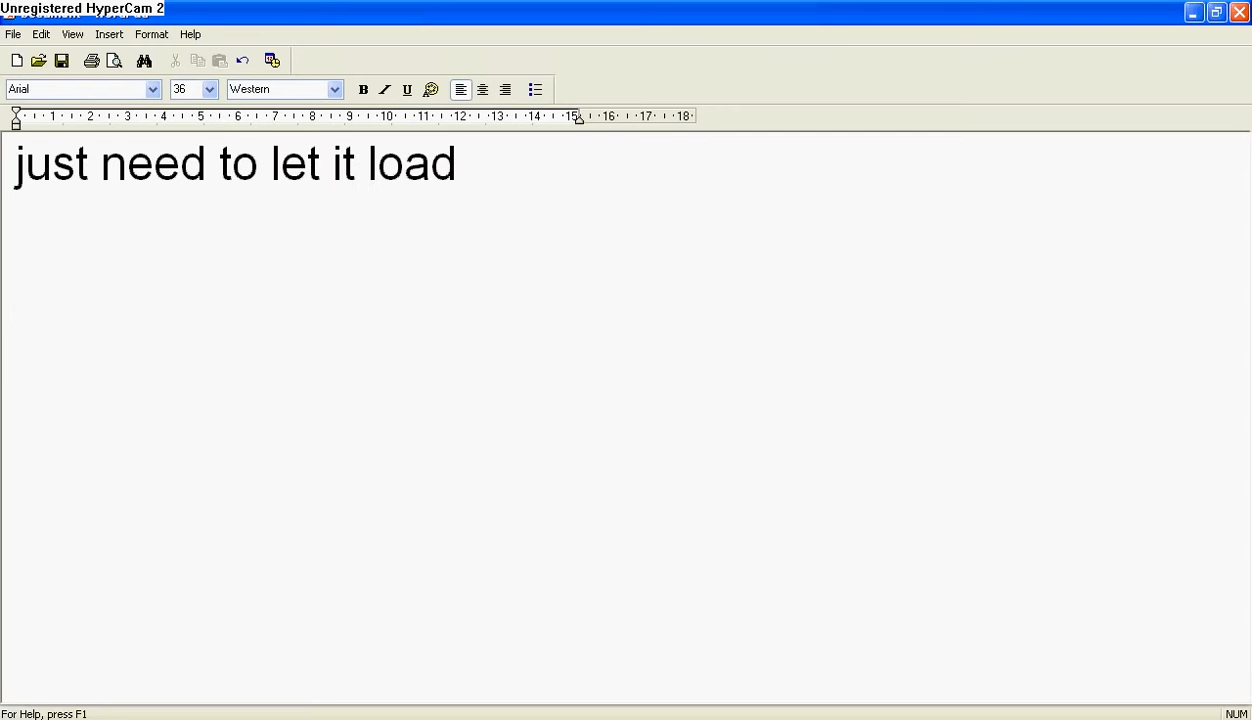 Unregistered HyperCam 2
File Edit View Insert Format Help
Arial 36 Western B U
1 2 3 4 5 6 7 8 9 10 11 12 13 14 15 16 17 18
just need to let it load
For Help, press F1 NUM